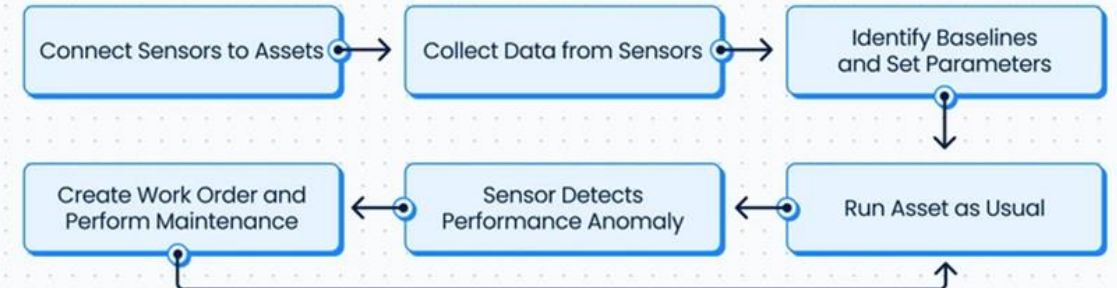 Connect Sensors to Assets
Collect Data from Sensors
Identify Baselines
and Set Parameters
Run Asset as Usual
Sensor Detects
Performance Anomaly
Create Work Order and
Perform Maintenance